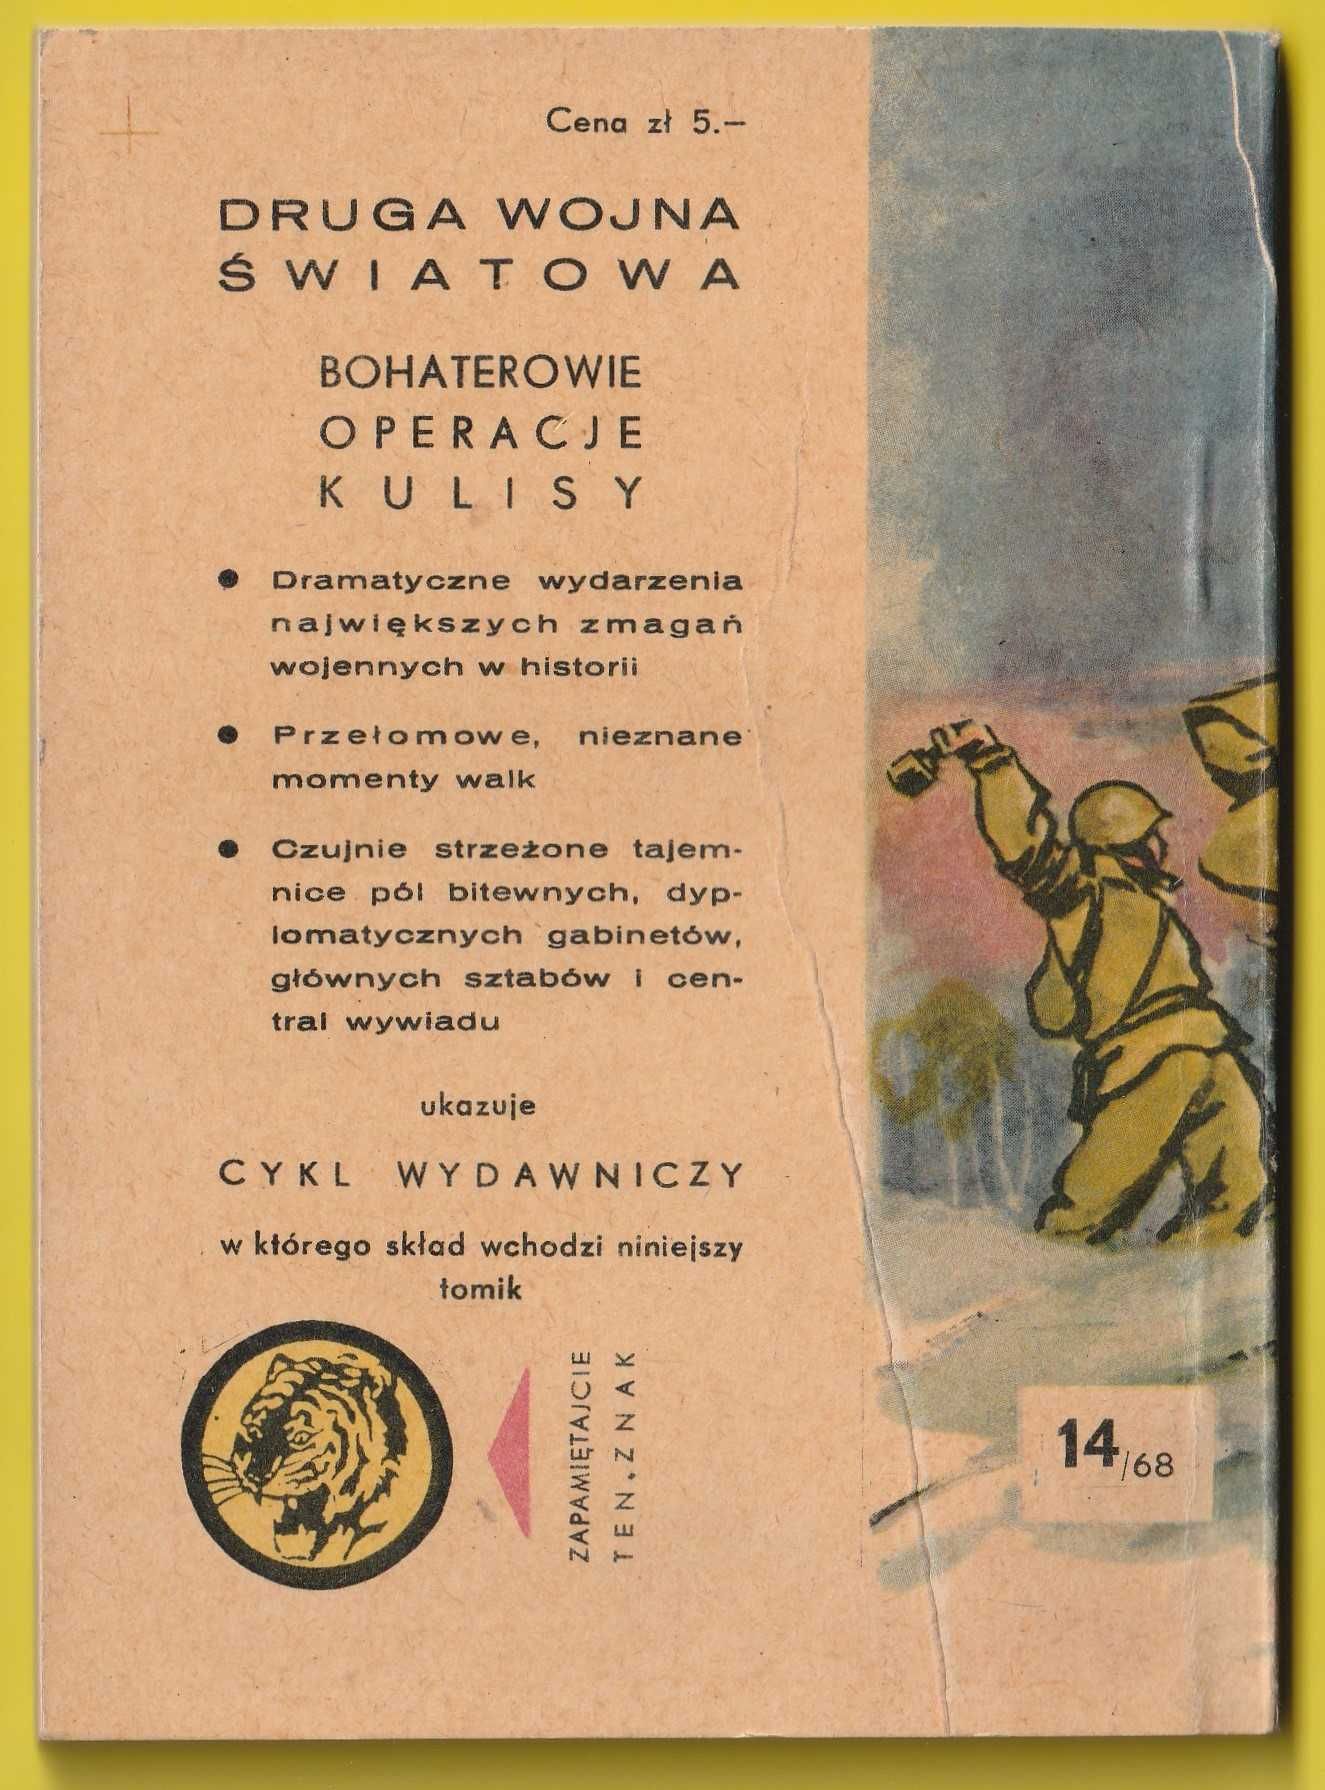 Cena zł 5.—
DRUGA WOJNA
ŚWIATOWA
BOHATEROWIE
OPERACJE
KULISY
● Dramatyczne wydarzenia
największych zmagań
wojennych w historii
● Przełomowe, nieznane
momenty walk
● Czujnie strzeżone tajem-
nice pól bitewnych, dyp-
lomatycznych gabinetów,
głównych sztabów i cen-
tral wywiadu
ukazuje
CYKL WYDAWNICZY
w którego skład wchodzi niniejszy
tomik
ZAPAMIĘTAJCIE
TEN ZNAK
14/68